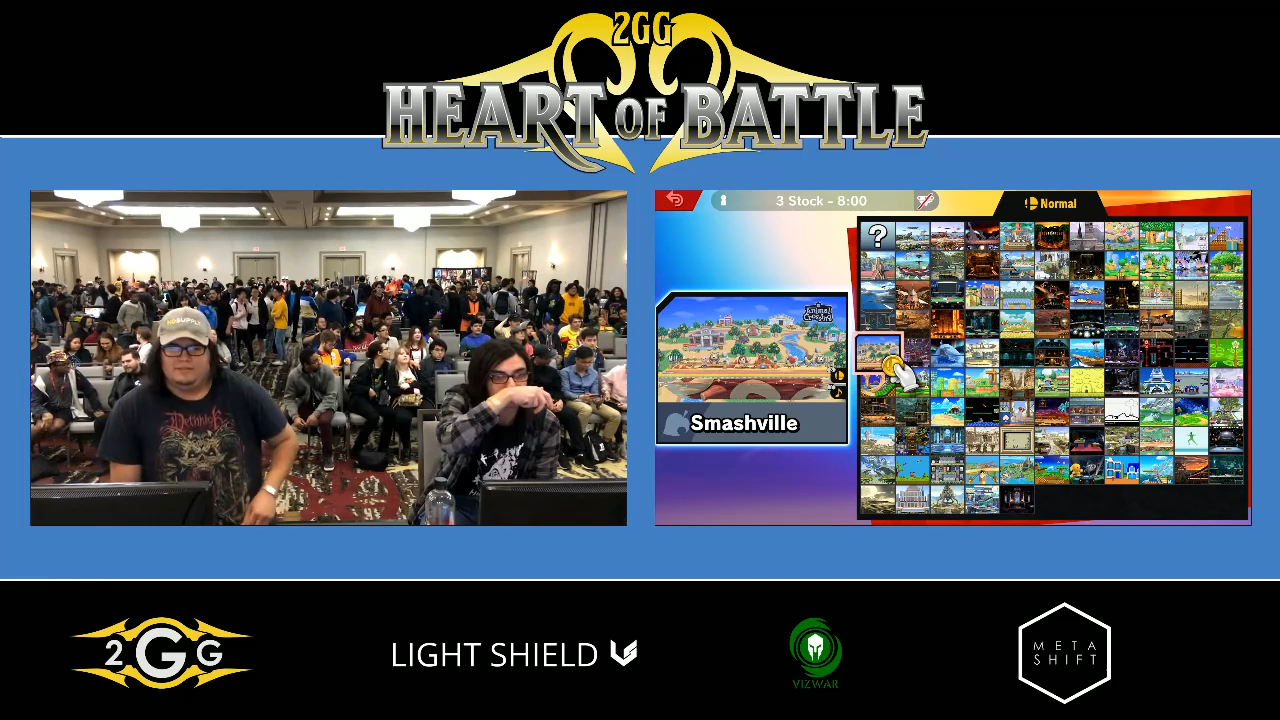 2GG
HEART OF BATTLE
3 Stock - 8:00
Normal
?
Animal
Crossing
Smashville
2GG
LIGHT SHIELD
VIZWAR
META
SHIFT